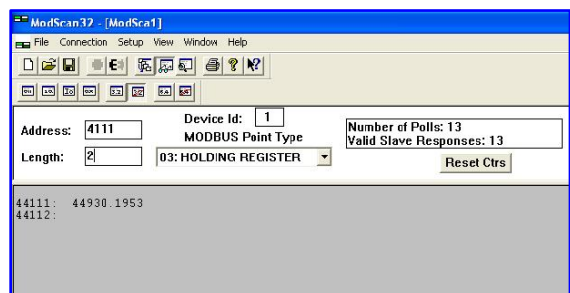 ModScan32 - [ModSca1]
File Connection Setup View Window Help
Address: 4111
Device Id: 1
MODBUS Point Type
Length: 2
03: HOLDING REGISTER
Number of Polls: 13
Valid Slave Responses: 13
Reset Ctrs
44111: 44930.1953
44112: